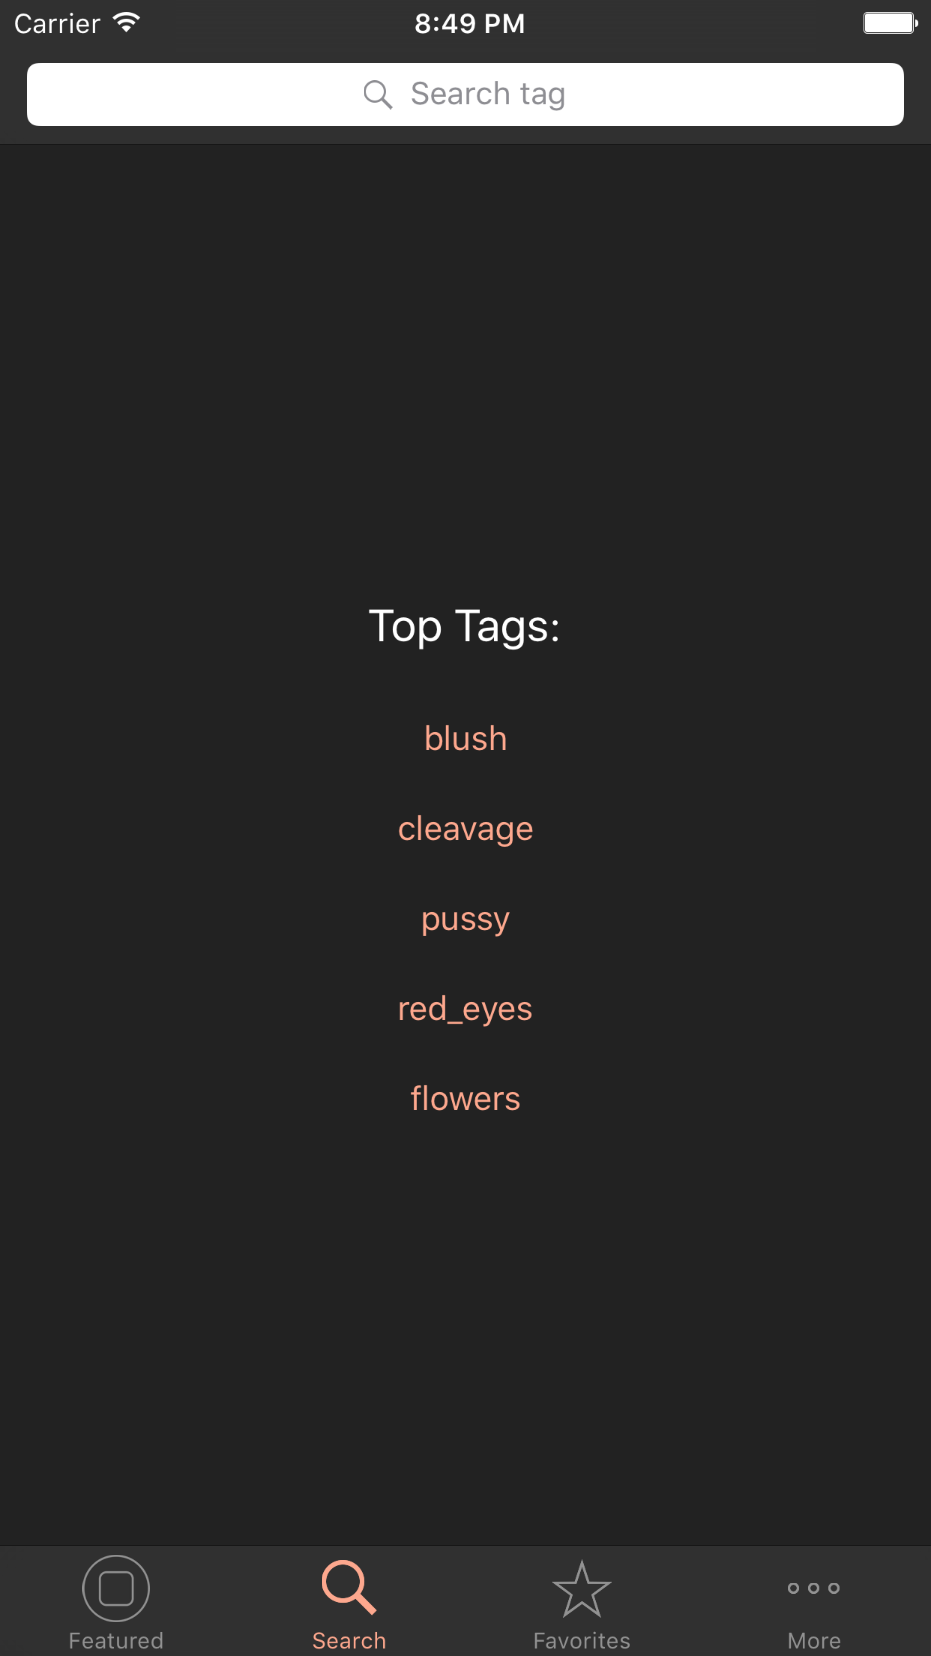 Carrier 8:49 PM
Search tag
Top Tags:
blush
cleavage
pussy
red_eyes
flowers
Featured Search Favorites More